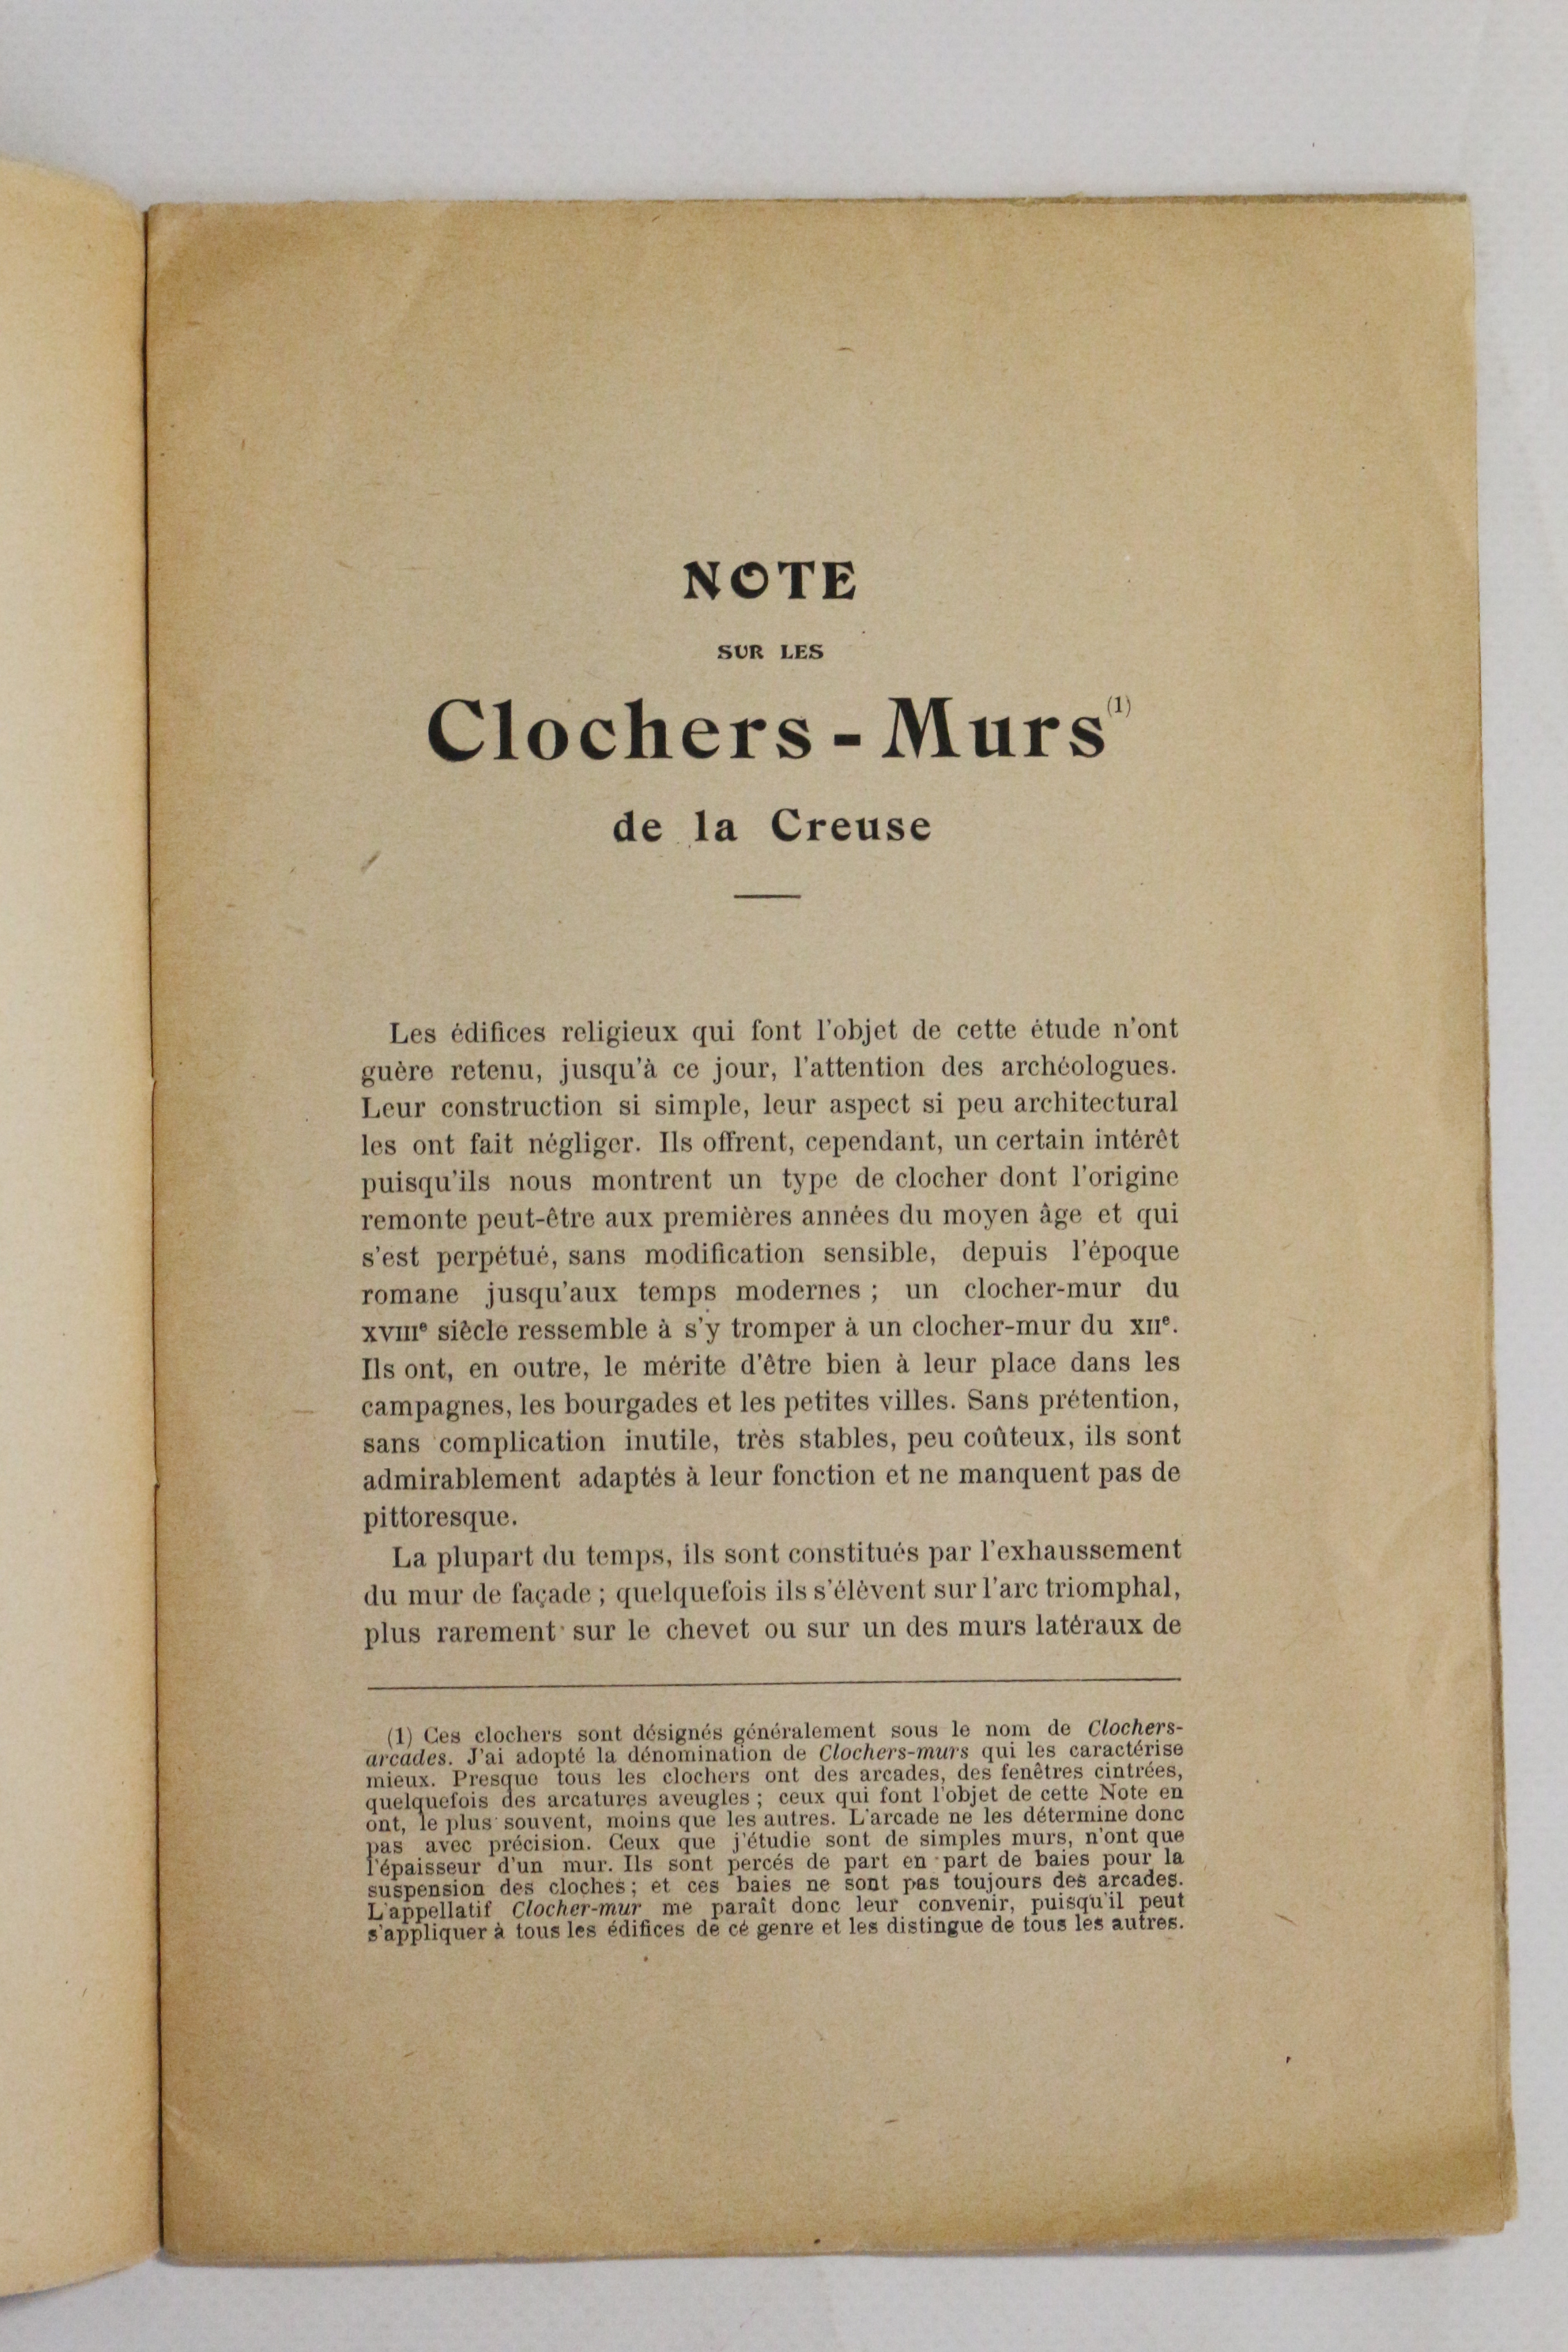 NOTE
SUR LES
Clochers - Murs (1)
de la Creuse
Les édifices religieux qui font l'objet de cette étude n'ont
guère retenu, jusqu'à ce jour, l'attention des archéologues.
Leur construction si simple, leur aspect si peu architectural
les ont fait négliger. Ils offrent, cependant, un certain intérêt
puisqu'ils nous montrent un type de clocher dont l'origine
remonte peut-être aux premières années du moyen âge et qui
s'est perpétué, sans modification sensible, depuis l'époque
romane jusqu'aux temps modernes ; un clocher-mur du
XVIIIe siècle ressemble à s'y tromper à un clocher-mur du XIIe.
Ils ont, en outre, le mérite d'être bien à leur place dans les
campagnes, les bourgades et les petites villes. Sans prétention,
sans complication inutile, très stables, peu coûteux, ils sont
admirablement adaptés à leur fonction et ne manquent pas de
pittoresque.
La plupart du temps, ils sont constitués par l'exhaussement
du mur de façade ; quelquefois ils s'élèvent sur l'arc triomphal,
plus rarement sur le chevet ou sur un des murs latéraux de
(1) Ces clochers sont désignés généralement sous le nom de Clochers-
arcades. J'ai adopté la dénomination de Clochers-murs qui les caractérise
mieux. Presque tous les clochers ont des arcades, des fenêtres cintrées,
quelquefois des arcatures aveugles ; ceux qui font l'objet de cette Note en
ont, le plus souvent, moins que les autres. L'arcade ne les détermine donc
pas avec précision. Ceux que j'étudie sont de simples murs, n'ont que
l'épaisseur d'un mur. Ils sont percés de part en part de baies pour la
suspension des cloches ; et ces baies ne sont pas toujours des arcades.
L'appellatif Clocher-mur me paraît donc leur convenir, puisqu'il peut
s'appliquer à tous les édifices de cé genre et les distingue de tous les autres.